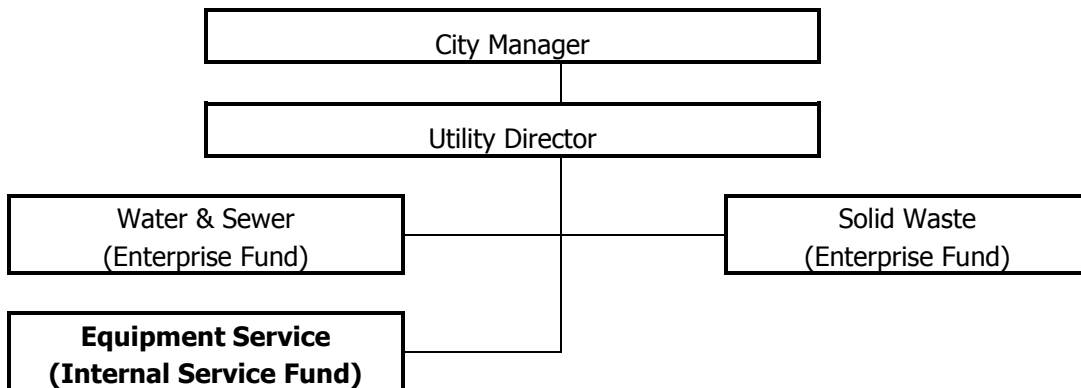 City Manager
Utility Director
Water & Sewer
(Enterprise Fund)
Solid Waste
(Enterprise Fund)
Equipment Service
(Internal Service Fund)